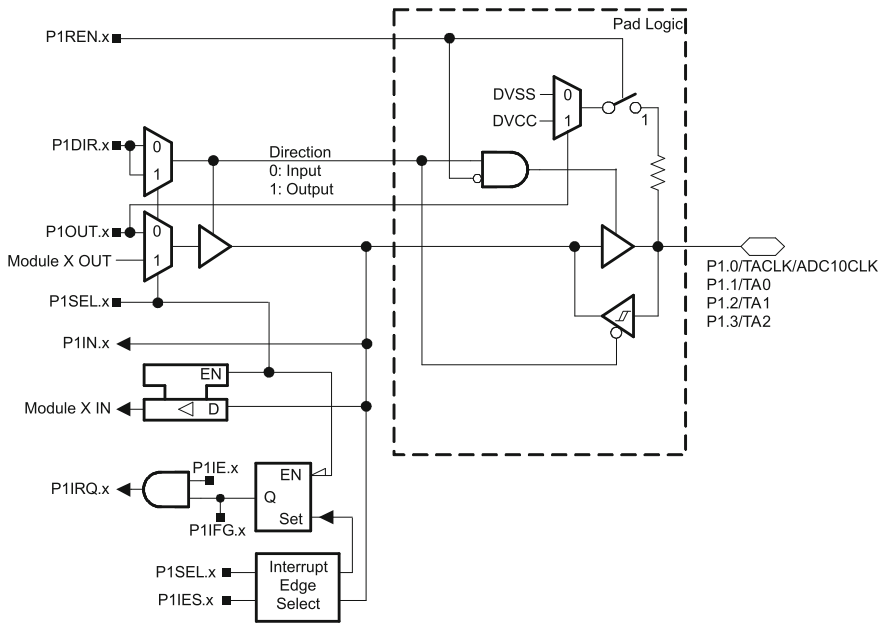 Pad Logic
P1REN.x
DVSS
0
DVCC
1
1
P1DIR.x
0
1
Direction
0: Input
1: Output
P1OUT.x
0
Module X OUT
1
P1.0/TACLK/ADC10CLK
P1.1/TA0
P1.2/TA1
P1.3/TA2
P1SEL.x
P1IN.x
EN
Module X IN
D
P1IE.x
P1IRQ.x
EN
Q
P1IFG.x
Set
P1SEL.x
P1IES.x
Interrupt
Edge
Select